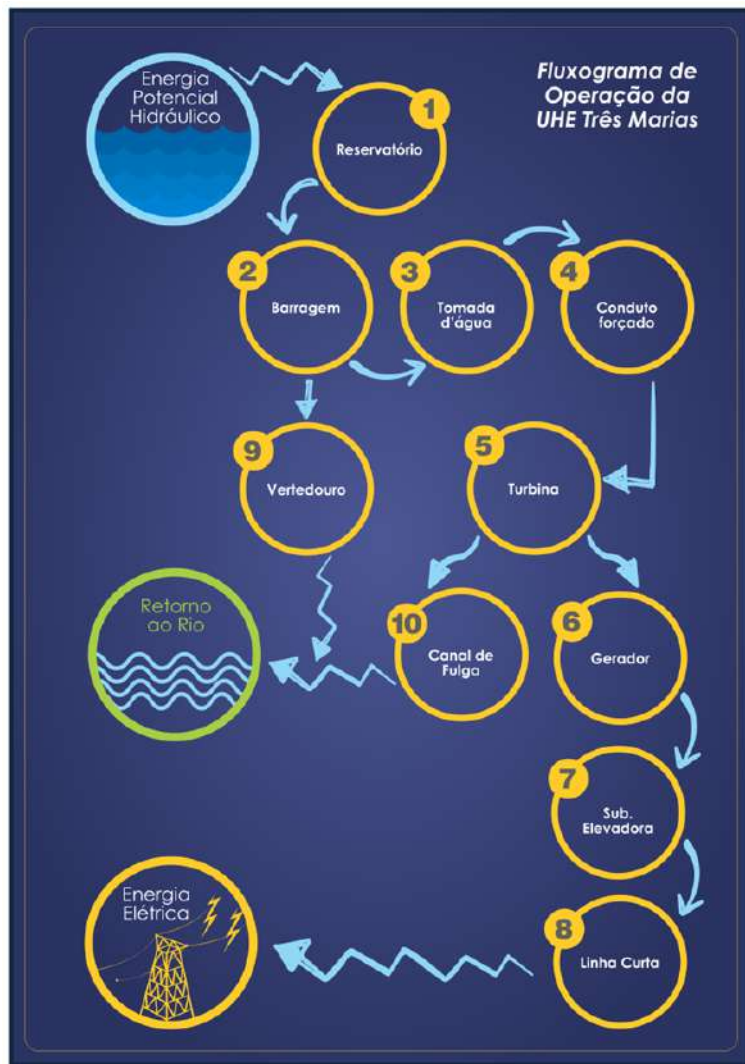 Fluxograma de
Operação da
UHE Três Marias
Energia
Potencial
Hidráulico
1
Reservatório
2
Barragem
3
Tomada
d'água
4
Conduto
forçado
9
Vertedouro
5
Turbina
Retorno
ao Rio
10
Canal de
Fulga
6
Gerador
7
Sub.
Elevadora
Energia
Elétrica
8
Linha Curta